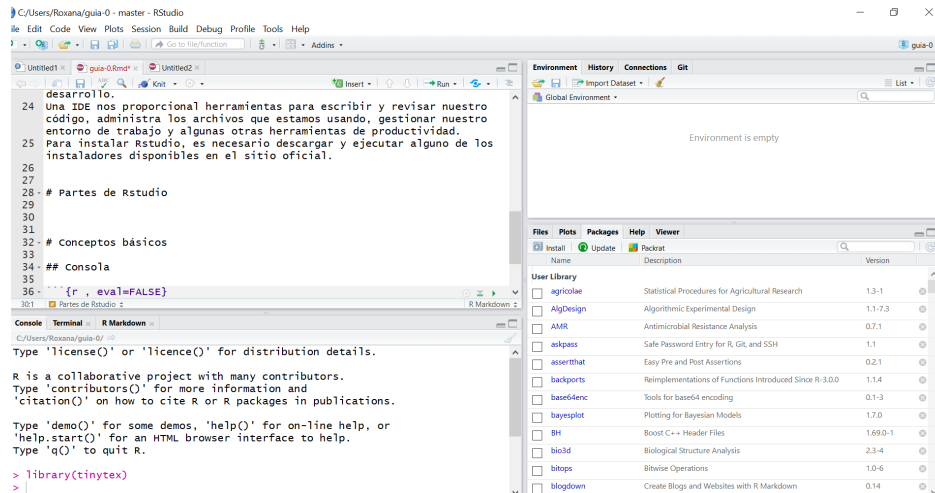 C:/Users/Roxana/guia-0 - master - RStudio
ile Edit Code View Plots Session Build Debug Profile Tools Help
Go to file/function
Addins
guia-0
Untitled1
guia-0.Rmd*
Untitled2
ABC
Knit
Insert
Run
desarrollo.
24 Una IDE nos proporcional herramientas para escribir y revisar nuestro
código, administra los archivos que estamos usando, gestionar nuestro
entorno de trabajo y algunas otras herramientas de productividad.
25 Para instalar Rstudio, es necesario descargar y ejecutar alguno de los
instaladores disponibles en el sitio oficial.
26
27
28 # Partes de Rstudio
29
30
31
32 # Conceptos básicos
33
34 ## Consola
35
36 ```{r , eval=FALSE}
30:1 Partes de Rstudio R Markdown
Console Terminal R Markdown
C:/Users/Roxana/guia-0/
Type 'license()' or 'licence()' for distribution details.
R is a collaborative project with many contributors.
Type 'contributors()' for more information and
'citation()' on how to cite R or R packages in publications.
Type 'demo()' for some demos, 'help()' for on-line help, or
'help.start()' for an HTML browser interface to help.
Type 'q()' to quit R.
> library(tinytex)
>
Environment History Connections Git
Import Dataset
List
Global Environment
Environment is empty
Files Plots Packages Help Viewer
Install Update Packrat
Name Description Version
User Library
agricolae Statistical Procedures for Agricultural Research 1.3-1
AlgDesign Algorithmic Experimental Design 1.1-7.3
AMR Antimicrobial Resistance Analysis 0.7.1
askpass Safe Password Entry for R, Git, and SSH 1.1
assertthat Easy Pre and Post Assertions 0.2.1
backports Reimplementations of Functions Introduced Since R-3.0.0 1.1.4
base64enc Tools for base64 encoding 0.1-3
bayesplot Plotting for Bayesian Models 1.7.0
BH Boost C++ Header Files 1.69.0-1
bio3d Biological Structure Analysis 2.3-4
bitops Bitwise Operations 1.0-6
blogdown Create Blogs and Websites with R Markdown 0.14